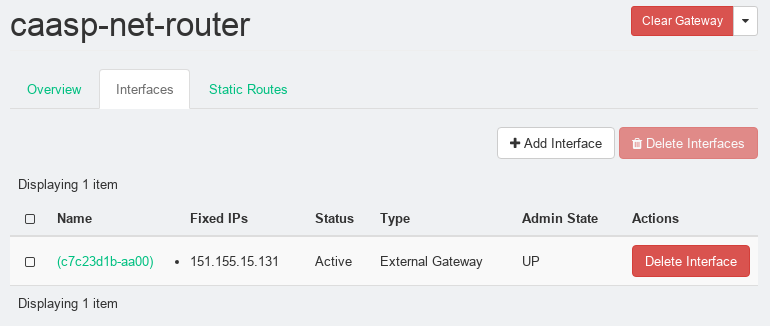 caasp-net-router
Clear Gateway
Overview Interfaces Static Routes
Add Interface Delete Interfaces
Displaying 1 item
Name Fixed IPs Status Type Admin State Actions
(c7c23d1b-aa00) • 151.155.15.131 Active External Gateway UP Delete Interface
Displaying 1 item